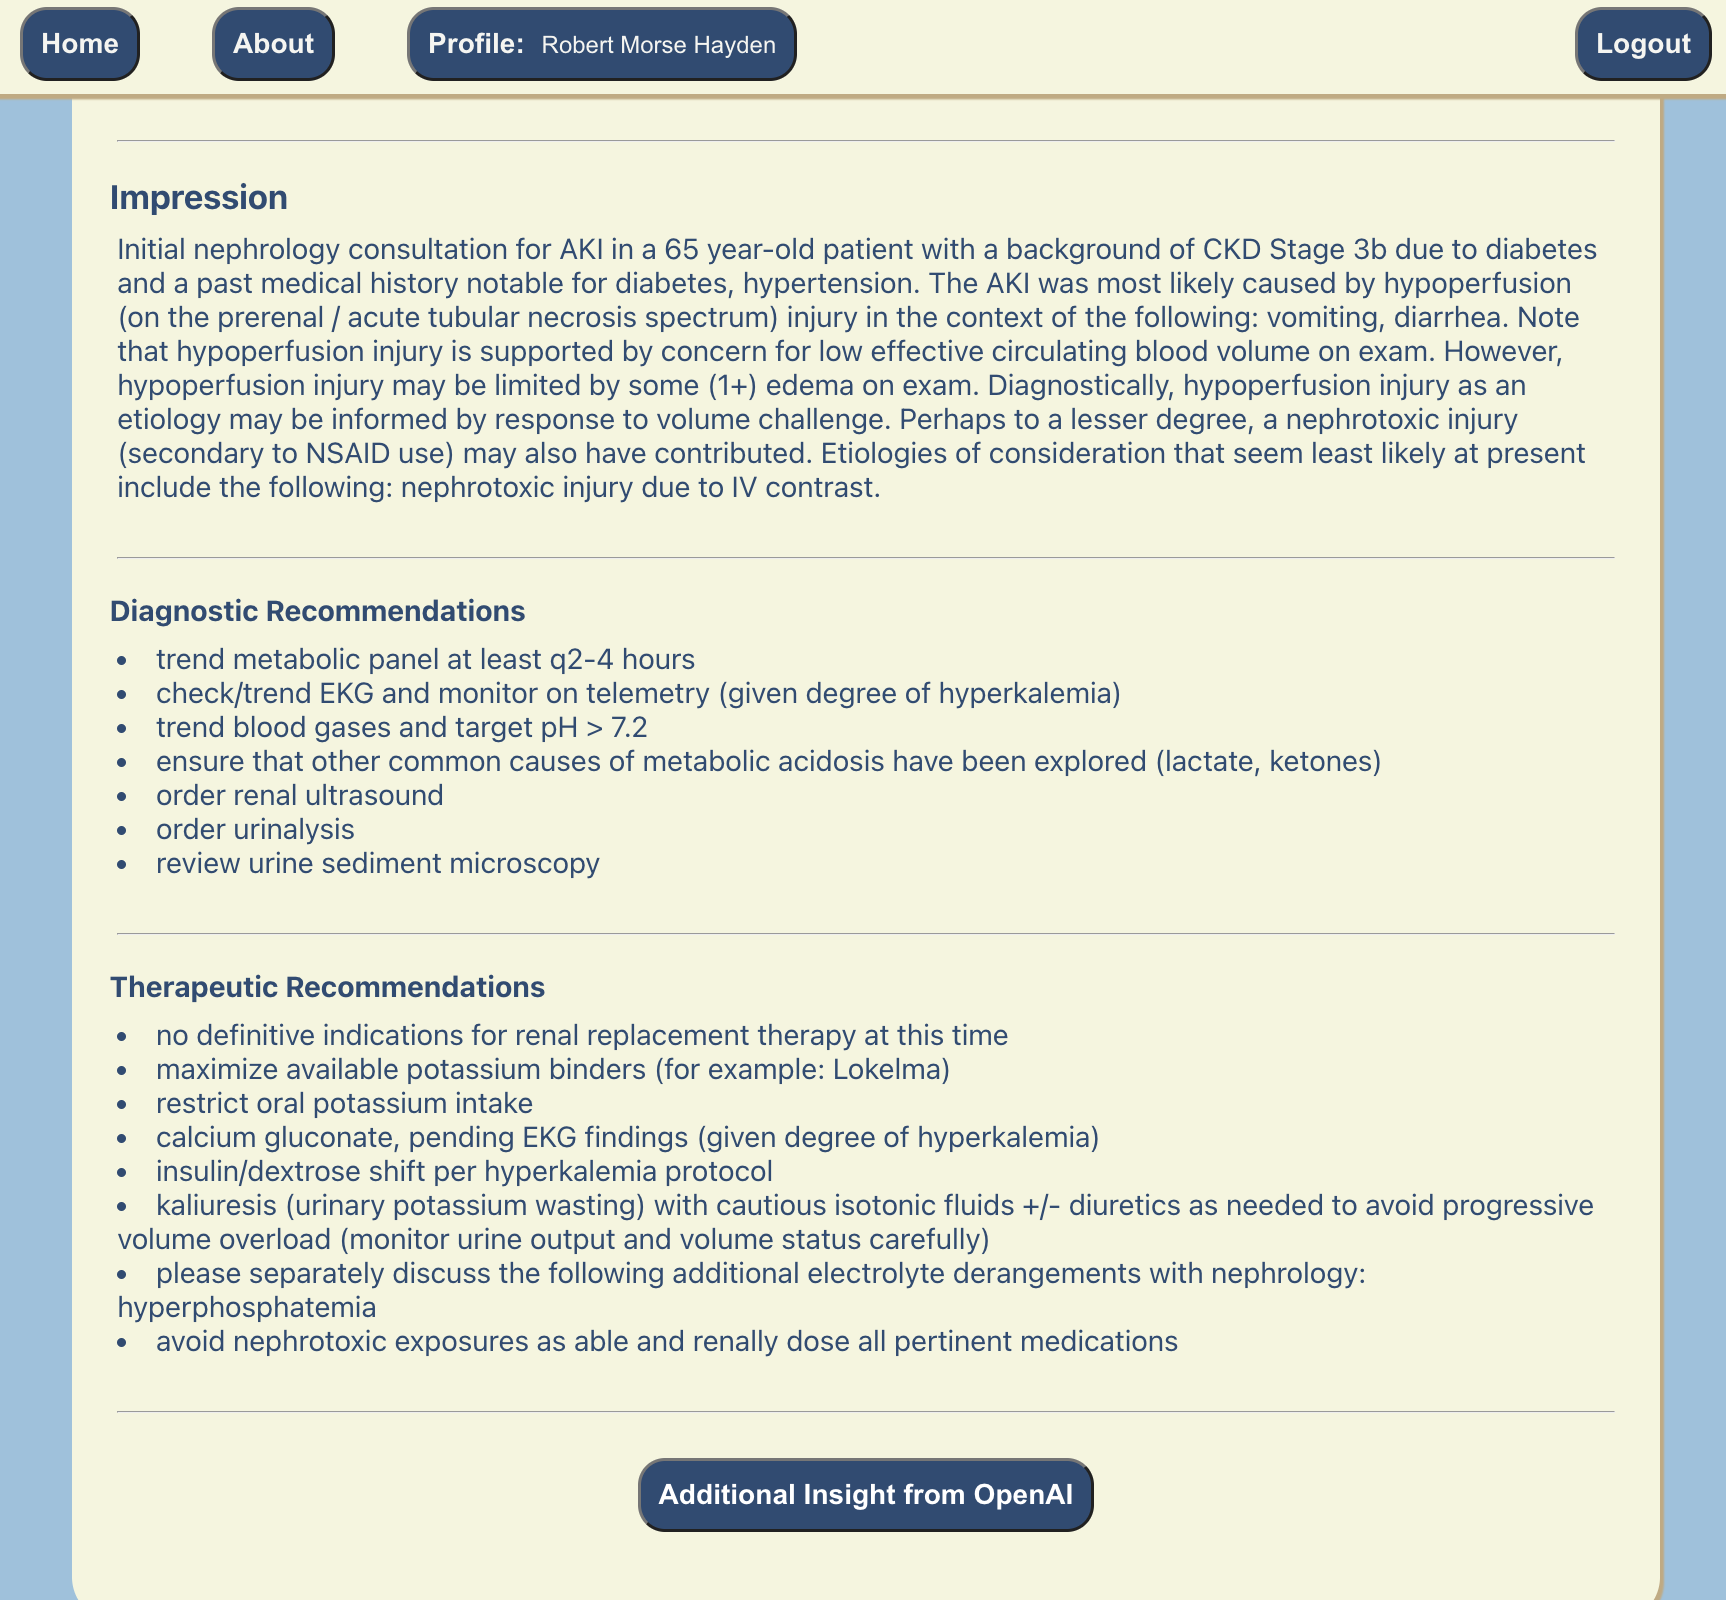 Home
About
Profile: Robert Morse Hayden
Logout
Impression
Initial nephrology consultation for AKI in a 65 year-old patient with a background of CKD Stage 3b due to diabetes
and a past medical history notable for diabetes, hypertension. The AKI was most likely caused by hypoperfusion
(on the prerenal / acute tubular necrosis spectrum) injury in the context of the following: vomiting, diarrhea. Note
that hypoperfusion injury is supported by concern for low effective circulating blood volume on exam. However,
hypoperfusion injury may be limited by some (1+) edema on exam. Diagnostically, hypoperfusion injury as an
etiology may be informed by response to volume challenge. Perhaps to a lesser degree, a nephrotoxic injury
(secondary to NSAID use) may also have contributed. Etiologies of consideration that seem least likely at present
include the following: nephrotoxic injury due to IV contrast.
Diagnostic Recommendations
• trend metabolic panel at least q2-4 hours
• check/trend EKG and monitor on telemetry (given degree of hyperkalemia)
• trend blood gases and target pH > 7.2
• ensure that other common causes of metabolic acidosis have been explored (lactate, ketones)
• order renal ultrasound
• order urinalysis
• review urine sediment microscopy
Therapeutic Recommendations
• no definitive indications for renal replacement therapy at this time
• maximize available potassium binders (for example: Lokelma)
• restrict oral potassium intake
• calcium gluconate, pending EKG findings (given degree of hyperkalemia)
• insulin/dextrose shift per hyperkalemia protocol
• kaliuresis (urinary potassium wasting) with cautious isotonic fluids +/- diuretics as needed to avoid progressive
volume overload (monitor urine output and volume status carefully)
• please separately discuss the following additional electrolyte derangements with nephrology:
hyperphosphatemia
• avoid nephrotoxic exposures as able and renally dose all pertinent medications
Additional Insight from OpenAI